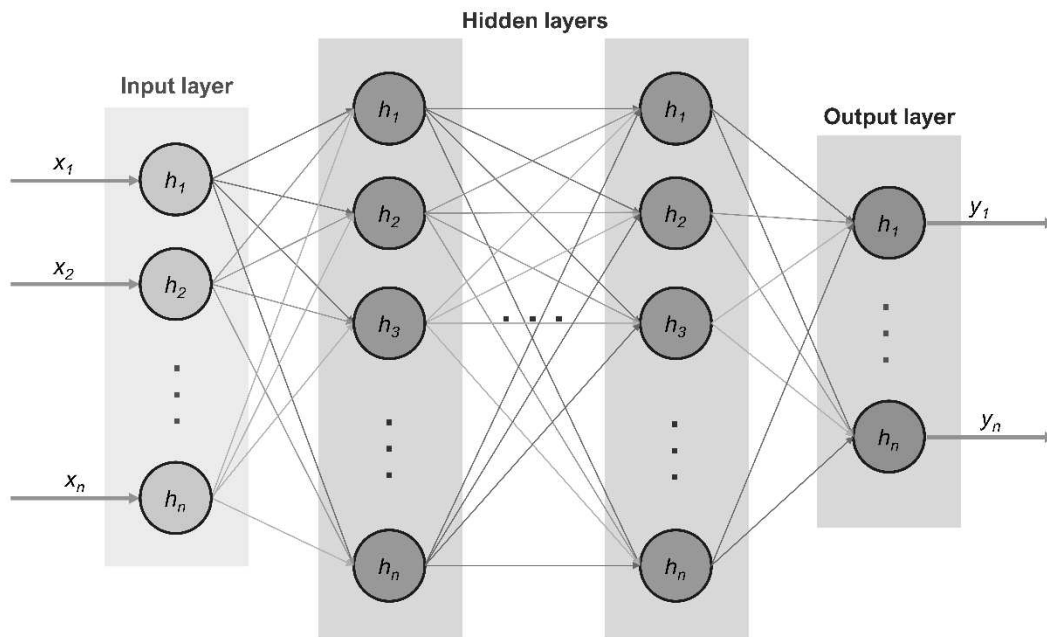 Hidden layers
Input layer
Output layer
x₁
x₂
xₙ
h₁
h₂
hₙ
h₁
h₂
h₃
hₙ
. . .
h₁
h₂
h₃
hₙ
h₁
hₙ
y₁
yₙ